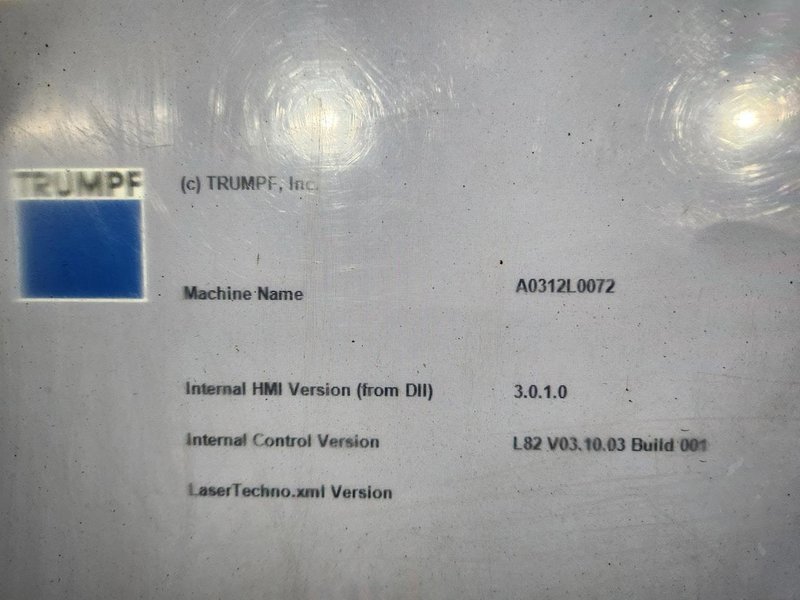 TRUMPF
(c) TRUMPF, Inc.
Machine Name A0312L0072
Internal HMI Version (from Dll) 3.0.1.0
Internal Control Version L82 V03.10.03 Build 001
LaserTechno.xml Version